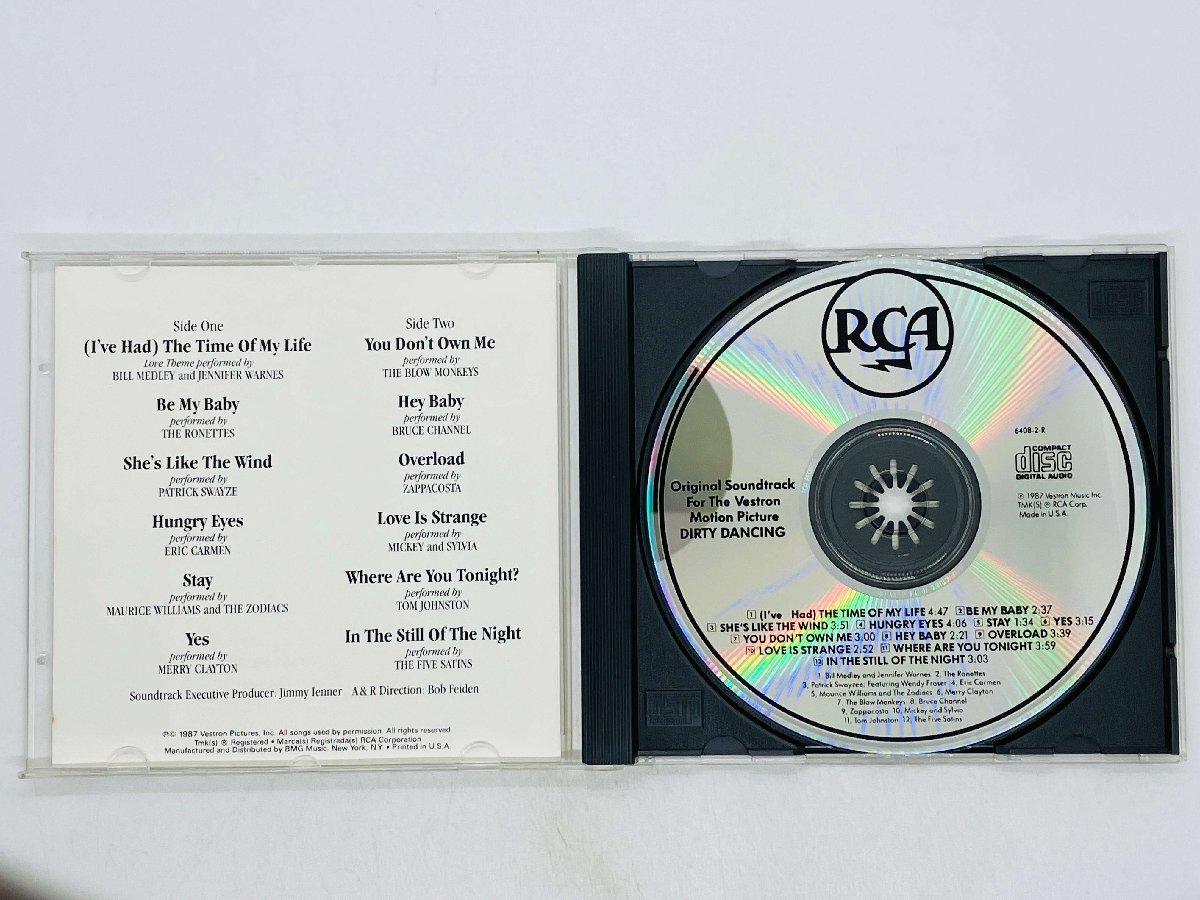 Side One
(I've Had) The Time Of My Life
Love Theme performed by
BILL MEDLEY and JENNIFER WARNES
Be My Baby
performed by
THE RONETTES
She's Like The Wind
performed by
PATRICK SWAYZE
Hungry Eyes
performed by
ERIC CARMEN
Stay
performed by
MAURICE WILLIAMS and THE ZODIACS
Yes
performed by
MERRY CLAYTON
Side Two
You Don't Own Me
performed by
THE BLOW MONKEYS
Hey Baby
performed by
BRUCE CHANNEL
Overload
performed by
ZAPPACOSTA
Love Is Strange
performed by
MICKEY and SYLVIA
Where Are You Tonight?
performed by
TOM JOHNSTON
In The Still Of The Night
performed by
THE FIVE SATINS
Soundtrack Executive Producer: Jimmy Ienner A & R Direction: Bob Feiden
℗© 1987 Vestron Pictures, Inc. All songs used by permission. All rights reserved
Tmk(s) ® Registered • Marca(s) Registrada(s) RCA Corporation
Manufactured and Distributed by BMG Music, New York, N.Y. • Printed in U.S.A.
RCA
6408-2-R
COMPACT
disc
DIGITAL AUDIO
℗ 1987 Vestron Music Inc.
TMK(S) ® RCA Corp.
Made in U.S.A.
Original Soundtrack
For The Vestron
Motion Picture
DIRTY DANCING
1 (I've Had) THE TIME OF MY LIFE 4:47 2 BE MY BABY 2:37
3 SHE'S LIKE THE WIND 3:51 4 HUNGRY EYES 4:06 5 STAY 1:34 6 YES 3:15
7 YOU DON'T OWN ME 3:00 8 HEY BABY 2:21 9 OVERLOAD 3:39
10 LOVE IS STRANGE 2:52 11 WHERE ARE YOU TONIGHT 3:59
12 IN THE STILL OF THE NIGHT 3:03
1. Bill Medley and Jennifer Warnes 2. The Ronettes
3. Patrick Swayze, Featuring Wendy Fraser 4. Eric Carmen
5. Maurice Williams and The Zodiacs 6. Merry Clayton
7. The Blow Monkeys 8. Bruce Channel
9. Zappacosta 10. Mickey and Sylvia
11. Tom Johnston 12. The Five Satins